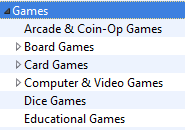 Games
Arcade & Coin-Op Games
Board Games
Card Games
Computer & Video Games
Dice Games
Educational Games